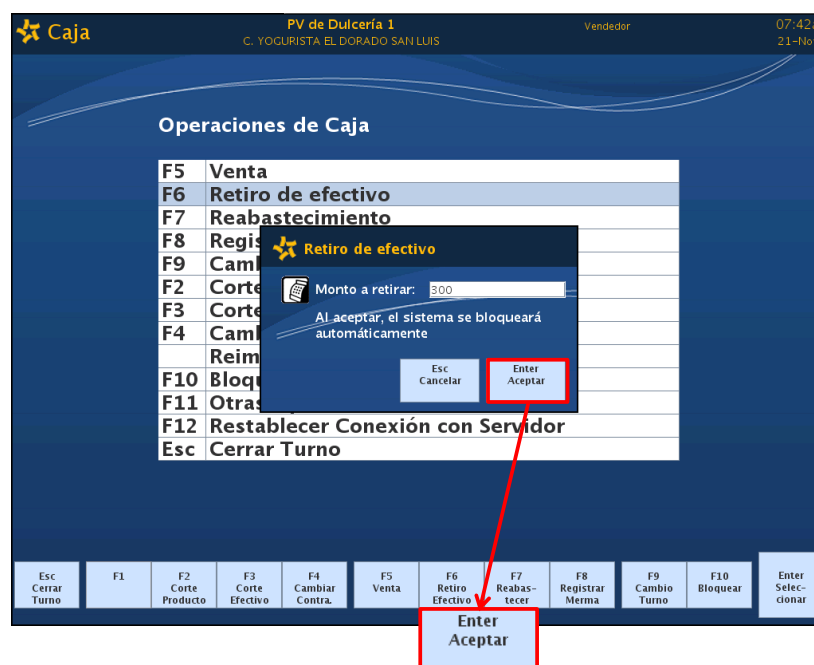 Caja
PV de Dulcería 1
C. YOGURISTA EL DORADO SAN LUIS
Vendedor
07:42
21-No
Operaciones de Caja
F5 Venta
F6 Retiro de efectivo
F7 Reabastecimiento
F8 Regis
F9 Caml
F2 Corte
F3 Corte
F4 Caml
Reim
F10 Bloqu
F11 Otras
F12 Restablecer Conexión con Servidor
Esc Cerrar Turno
Retiro de efectivo
Monto a retirar: 300
Al aceptar, el sistema se bloqueará
automáticamente
Esc
Cancelar
Enter
Aceptar
Esc
Cerrar
Turno
F1
F2
Corte
Producto
F3
Corte
Efectivo
F4
Cambiar
Contra.
F5
Venta
F6
Retiro
Efectivo
F7
Reabas-
tecer
F8
Registrar
Merma
F9
Cambio
Turno
F10
Bloquear
Enter
Selec-
cionar
Enter
Aceptar